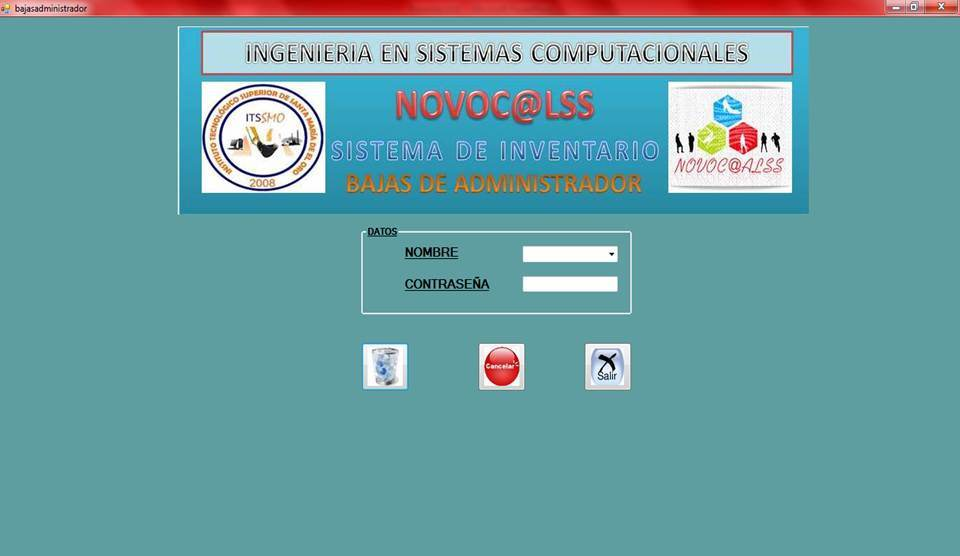 bajasadministrador
INGENIERIA EN SISTEMAS COMPUTACIONALES
INSTITUTO TECNOLÓGICO SUPERIOR DE SANTA MARÍA DE EL ORO
ITSSMO
2008
NOVOC@LSS
SISTEMA DE INVENTARIO
BAJAS DE ADMINISTRADOR
NOVOC@ALSS
DATOS
NOMBRE
CONTRASEÑA
Cancelar
Salir